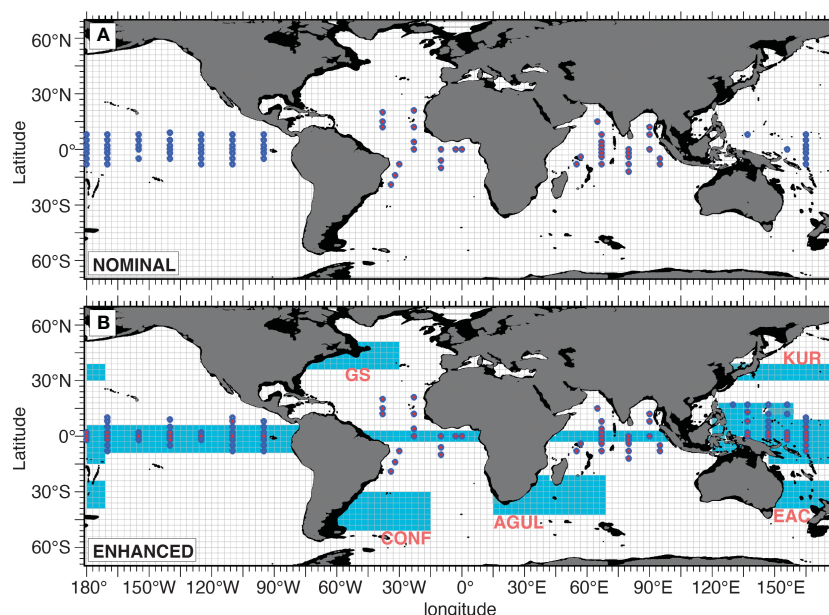 A
60°N
30°N
0°
30°S
60°S
Latitude
NOMINAL
B
60°N
30°N
0°
30°S
60°S
Latitude
KUR
GS
AGUL
EAC
CONF
ENHANCED
180° 150°W 120°W 90°W 60°W 30°W 0° 30°E 60°E 90°E 120°E 150°E
longitude